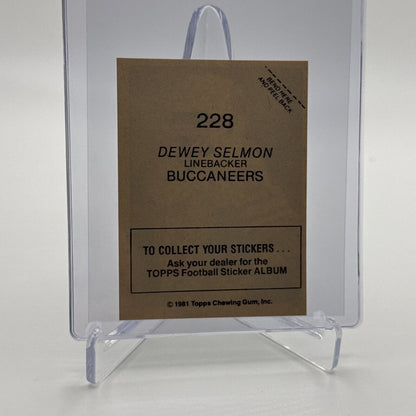 BEND HERE
AND PEEL BACK
228
DEWEY SELMON
LINEBACKER
BUCCANEERS
TO COLLECT YOUR STICKERS . . .
Ask your dealer for the
TOPPS Football Sticker ALBUM
© 1981 Topps Chewing Gum, Inc.